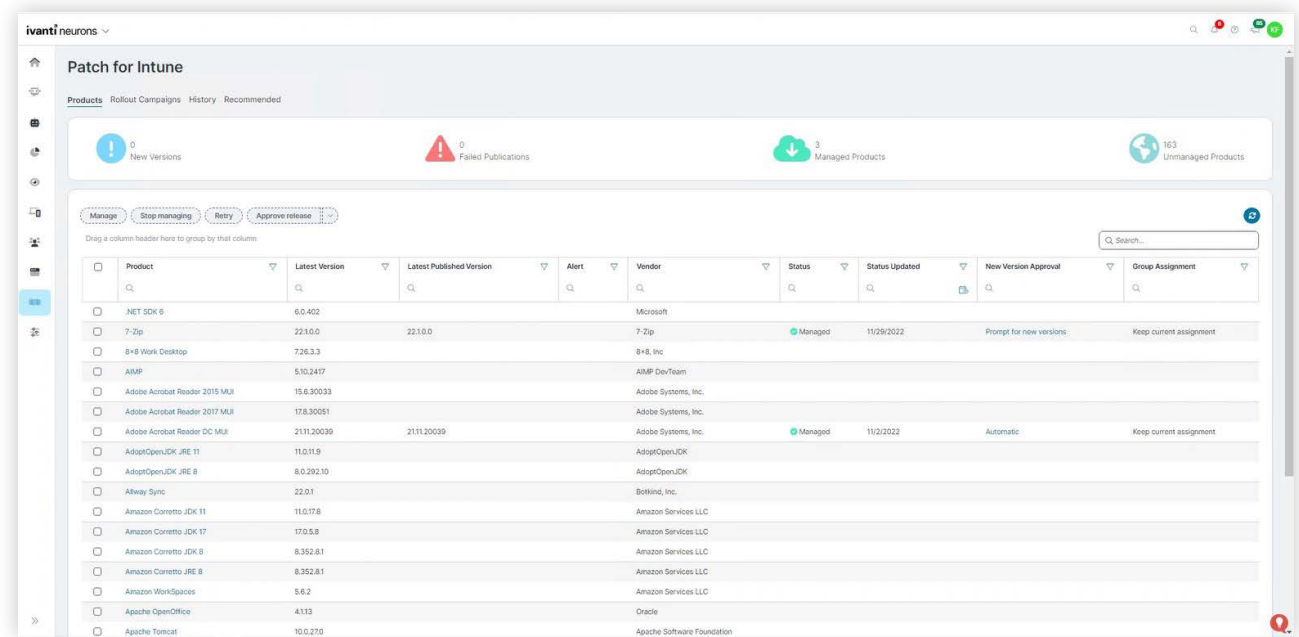 ivanti neurons
6
65
KF
Patch for Intune
Products Rollout Campaigns History Recommended
0
New Versions
0
Failed Publications
3
Managed Products
163
Unmanaged Products
Manage Stop managing Retry Approve release
Drag a column header here to group by that column
Search...
Product Latest Version Latest Published Version Alert Vendor Status Status Updated New Version Approval Group Assignment
.NET SDK 6 6.0.402 Microsoft
7-Zip 22.1.0.0 22.1.0.0 7-Zip Managed 11/29/2022 Prompt for new versions Keep current assignment
8x8 Work Desktop 7.26.3.3 8x8, Inc
AIMP 5.10.2417 AIMP DevTeam
Adobe Acrobat Reader 2015 MUI 15.6.30033 Adobe Systems, Inc.
Adobe Acrobat Reader 2017 MUI 17.8.30051 Adobe Systems, Inc.
Adobe Acrobat Reader DC MUI 21.11.20039 21.11.20039 Adobe Systems, Inc. Managed 11/2/2022 Automatic Keep current assignment
AdoptOpenJDK JRE 11 11.0.11.9 AdoptOpenJDK
AdoptOpenJDK JRE 8 8.0.292.10 AdoptOpenJDK
Allway Sync 22.0.1 Botkind, Inc.
Amazon Corretto JDK 11 11.0.17.8 Amazon Services LLC
Amazon Corretto JDK 17 17.0.5.8 Amazon Services LLC
Amazon Corretto JDK 8 8.352.8.1 Amazon Services LLC
Amazon Corretto JRE 8 8.352.8.1 Amazon Services LLC
Amazon WorkSpaces 5.6.2 Amazon Services LLC
Apache OpenOffice 4.1.13 Oracle
Apache Tomcat 10.0.27.0 Apache Software Foundation